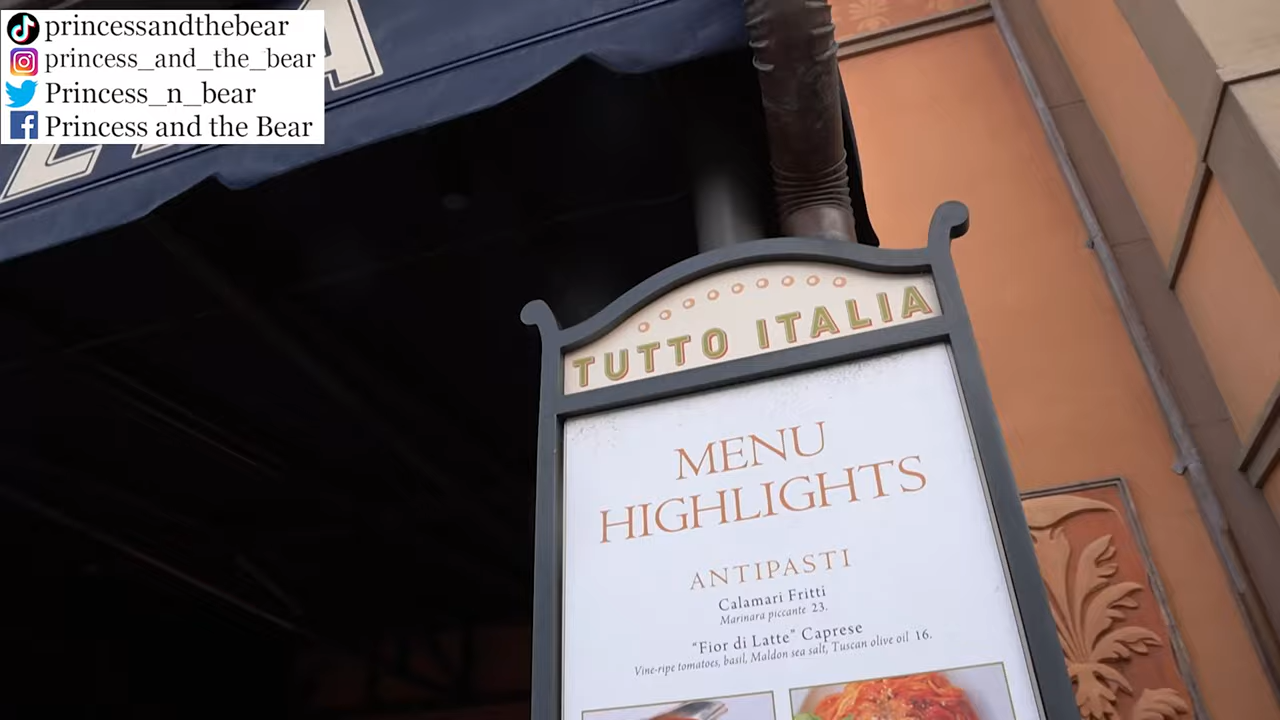 princessandthebear
princess_and_the_bear
Princess_n_bear
Princess and the Bear
TUTTO ITALIA
MENU
HIGHLIGHTS
ANTIPASTI
Calamari Fritti
Marinara piccante 23.
"Fior di Latte" Caprese
Vine-ripe tomatoes, basil, Maldon sea salt, Tuscan olive oil 16.